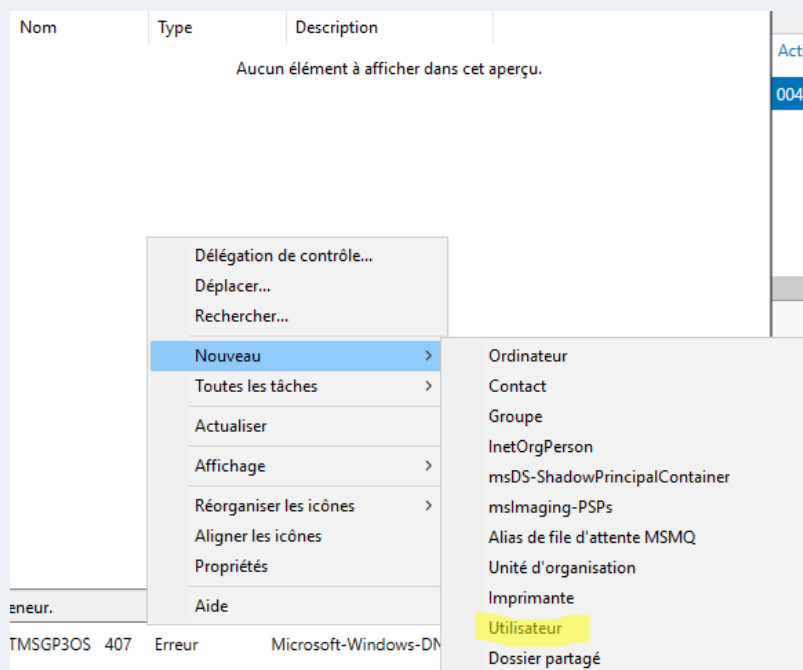 Nom Type Description
Aucun élément à afficher dans cet aperçu.
004
Délégation de contrôle...
Déplacer...
Rechercher...
Nouveau
Toutes les tâches
Actualiser
Affichage
Réorganiser les icônes
Aligner les icônes
Propriétés
Aide
Ordinateur
Contact
Groupe
InetOrgPerson
msDS-ShadowPrincipalContainer
msImaging-PSPs
Alias de file d'attente MSMQ
Unité d'organisation
Imprimante
Utilisateur
Dossier partagé
eneur.
TMSGP3OS 407 Erreur Microsoft-Windows-DN